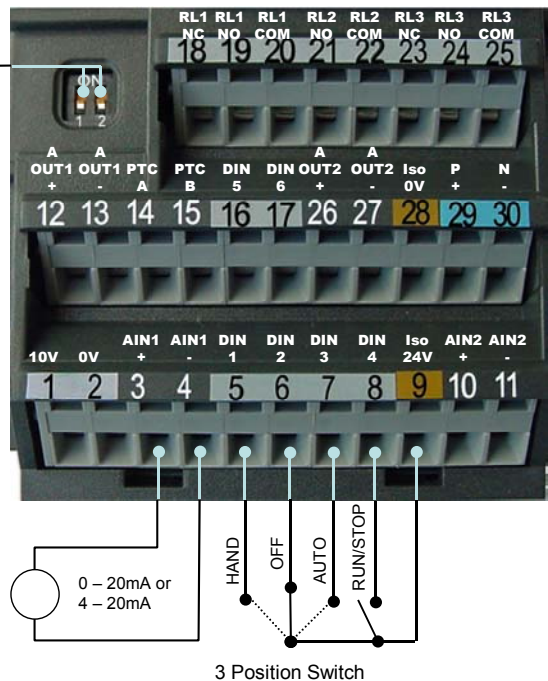 RL1 RL1 RL1 RL2 RL2 RL3 RL3 RL3
NC NO COM NO COM NC NO COM
18 19 20 21 22 23 24 25
ON
1 2
A A A A
OUT1 OUT1 PTC PTC DIN DIN OUT2 OUT2 Iso P N
+ - A B 5 6 + - 0V + -
12 13 14 15 16 17 26 27 28 29 30
AIN1 AIN1 DIN DIN DIN DIN Iso AIN2 AIN2
10V 0V + - 1 2 3 4 24V + -
1 2 3 4 5 6 7 8 9 10 11
HAND
OFF
AUTO
RUN/STOP
0 – 20mA or
4 – 20mA
3 Position Switch